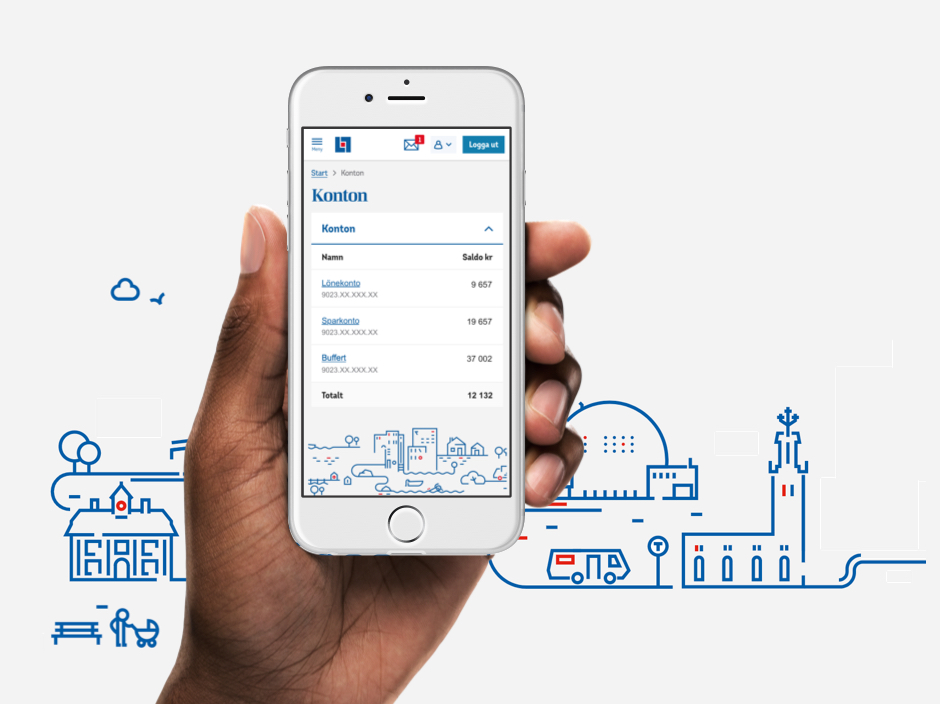 Meny
1
Logga ut
Start > Konton
Konton
Konton
Namn Saldo kr
Lönekonto 9 657
9023.XX.XXX.XX
Sparkonto 19 657
9023.XX.XXX.XX
Buffert 37 002
9023.XX.XXX.XX
Totalt 12 132
T